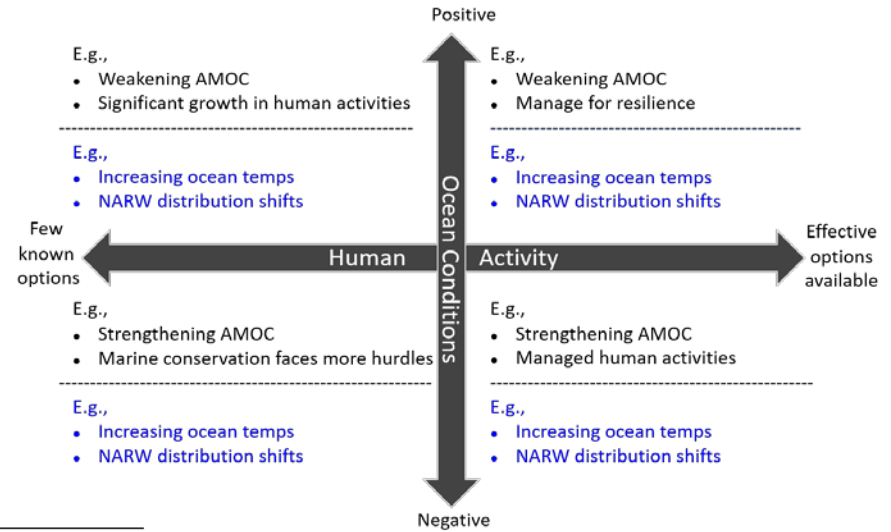 Positive
E.g.,
• Weakening AMOC
• Significant growth in human activities
E.g.,
• Increasing ocean temps
• NARW distribution shifts
E.g.,
• Weakening AMOC
• Manage for resilience
E.g.,
• Increasing ocean temps
• NARW distribution shifts
Few
known
options
Human Activity
Ocean Conditions
Effective
options
available
E.g.,
• Strengthening AMOC
• Marine conservation faces more hurdles
E.g.,
• Increasing ocean temps
• NARW distribution shifts
E.g.,
• Strengthening AMOC
• Managed human activities
E.g.,
• Increasing ocean temps
• NARW distribution shifts
Negative